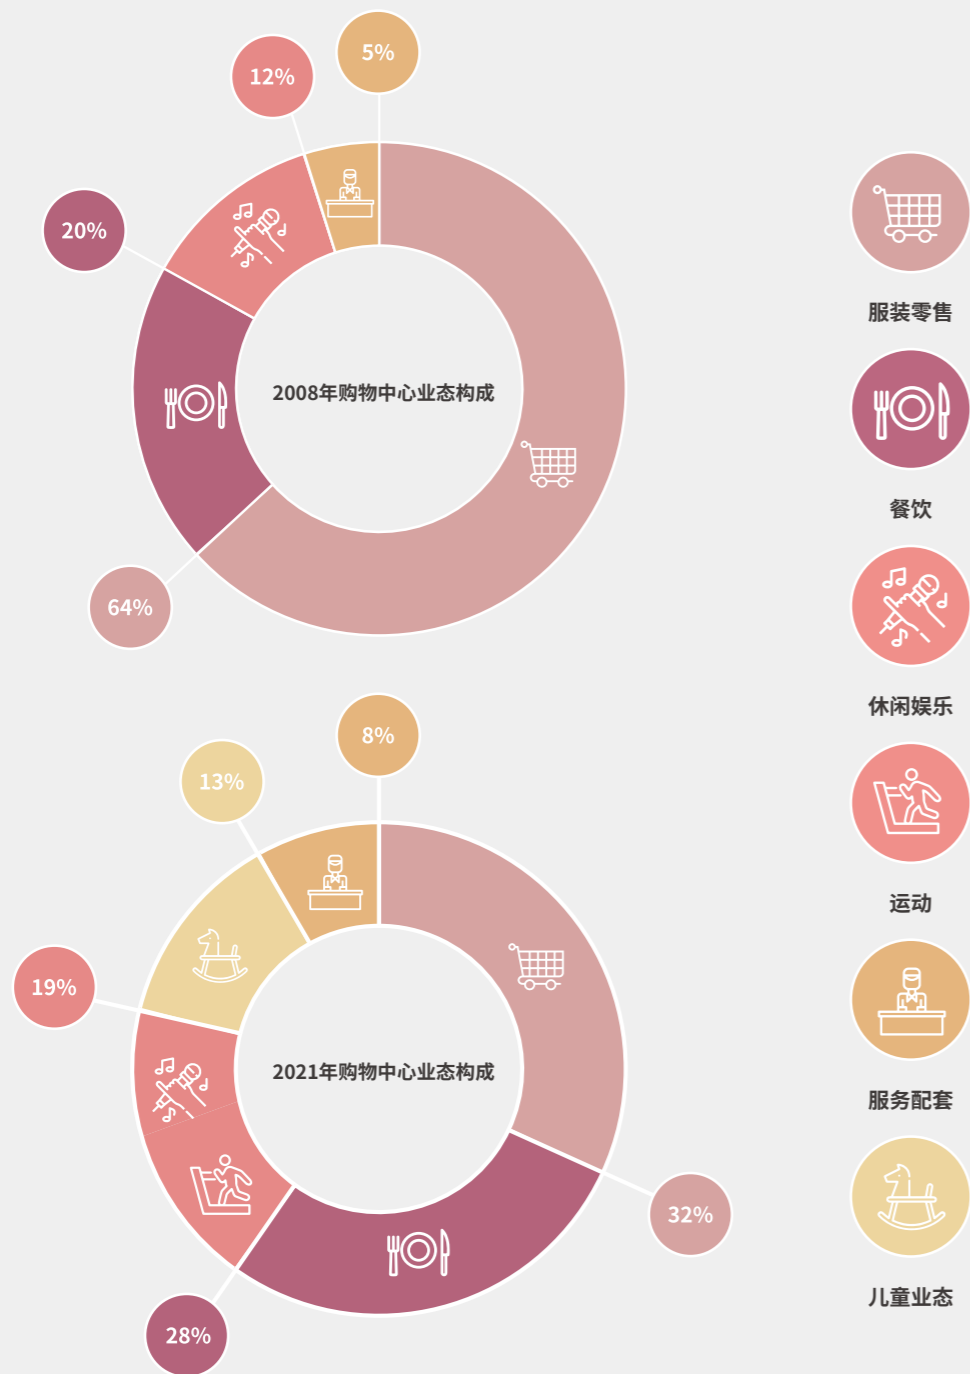 5%
12%
20%
64%
2008年购物中心业态构成
8%
13%
19%
28%
32%
2021年购物中心业态构成
服装零售
餐饮
休闲娱乐
运动
服务配套
儿童业态